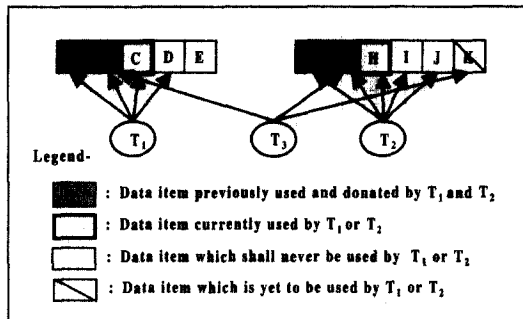 C D E H I J K
T1 T3 T2
Legend-
: Data item previously used and donated by T1 and T2
: Data item currently used by T1 or T2
: Data item which shall never be used by T1 or T2
: Data item which is yet to be used by T1 or T2